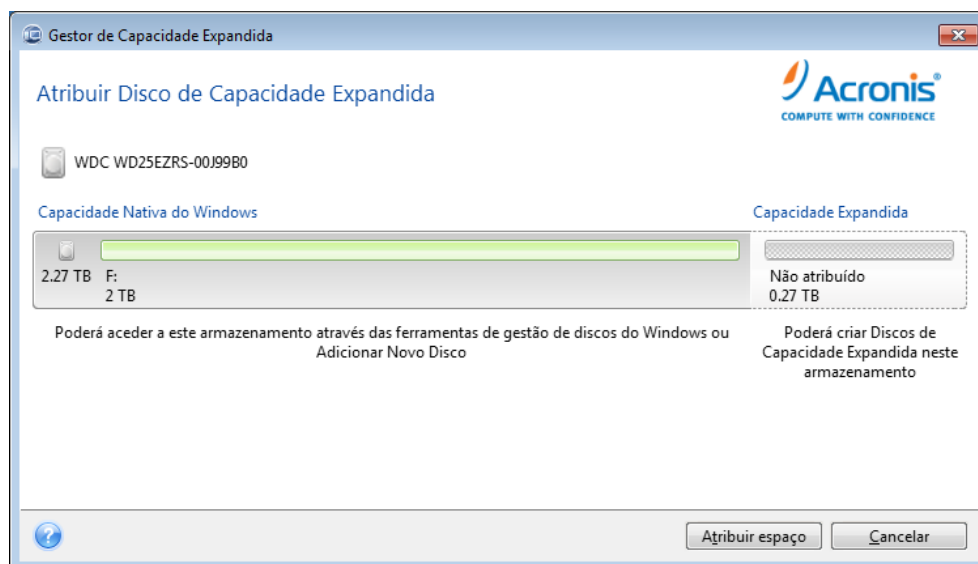 Gestor de Capacidade Expandida
Atribuir Disco de Capacidade Expandida
Acronis®
COMPUTE WITH CONFIDENCE
WDC WD25EZRS-00J99B0
Capacidade Nativa do Windows
Capacidade Expandida
2.27 TB F:
2 TB
Não atribuído
0.27 TB
Poderá aceder a este armazenamento através das ferramentas de gestão de discos do Windows ou
Adicionar Novo Disco
Poderá criar Discos de
Capacidade Expandida neste
armazenamento
?
Atribuir espaço
Cancelar